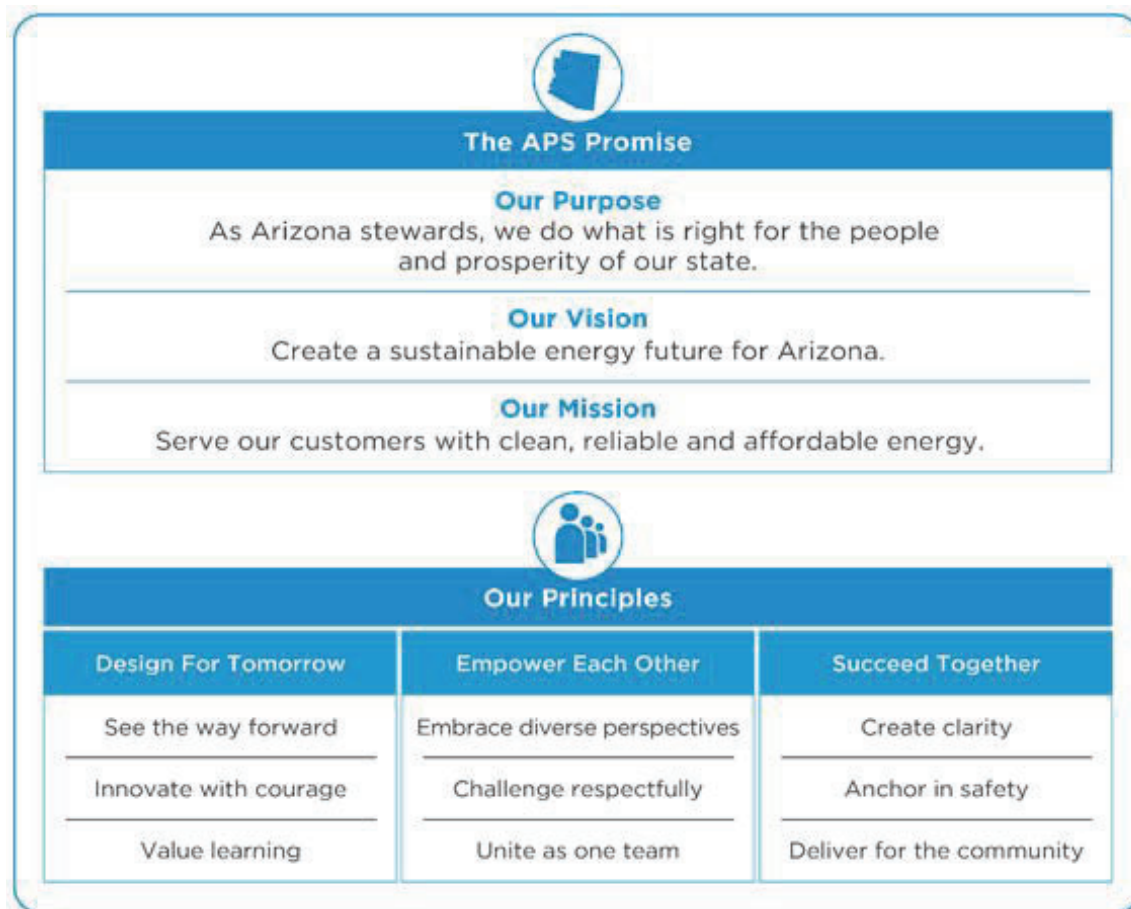 The APS Promise
Our Purpose
As Arizona stewards, we do what is right for the people
and prosperity of our state.
Our Vision
Create a sustainable energy future for Arizona.
Our Mission
Serve our customers with clean, reliable and affordable energy.
Our Principles
Design For Tomorrow
See the way forward
Innovate with courage
Value learning
Empower Each Other
Embrace diverse perspectives
Challenge respectfully
Unite as one team
Succeed Together
Create clarity
Anchor in safety
Deliver for the community